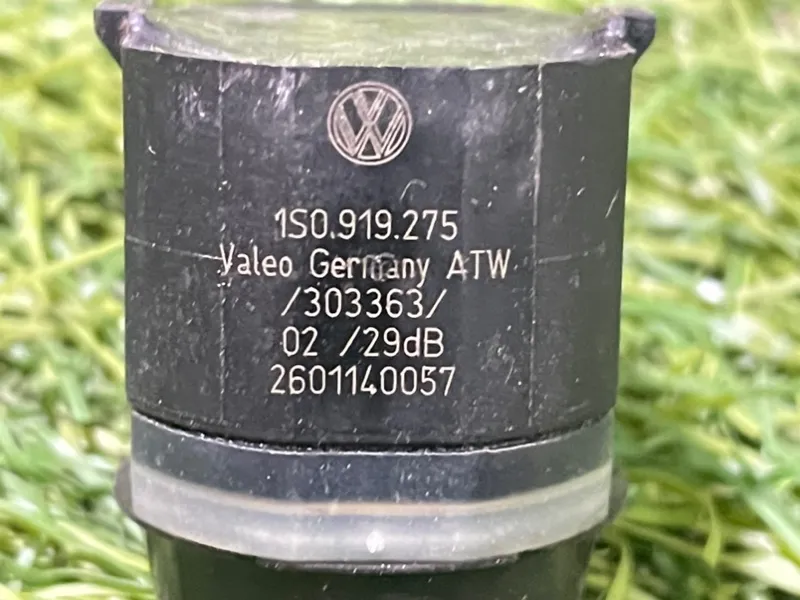 1S0.919.275
Valeo Germany ATW
/303363/
02 /29dB
2601140057